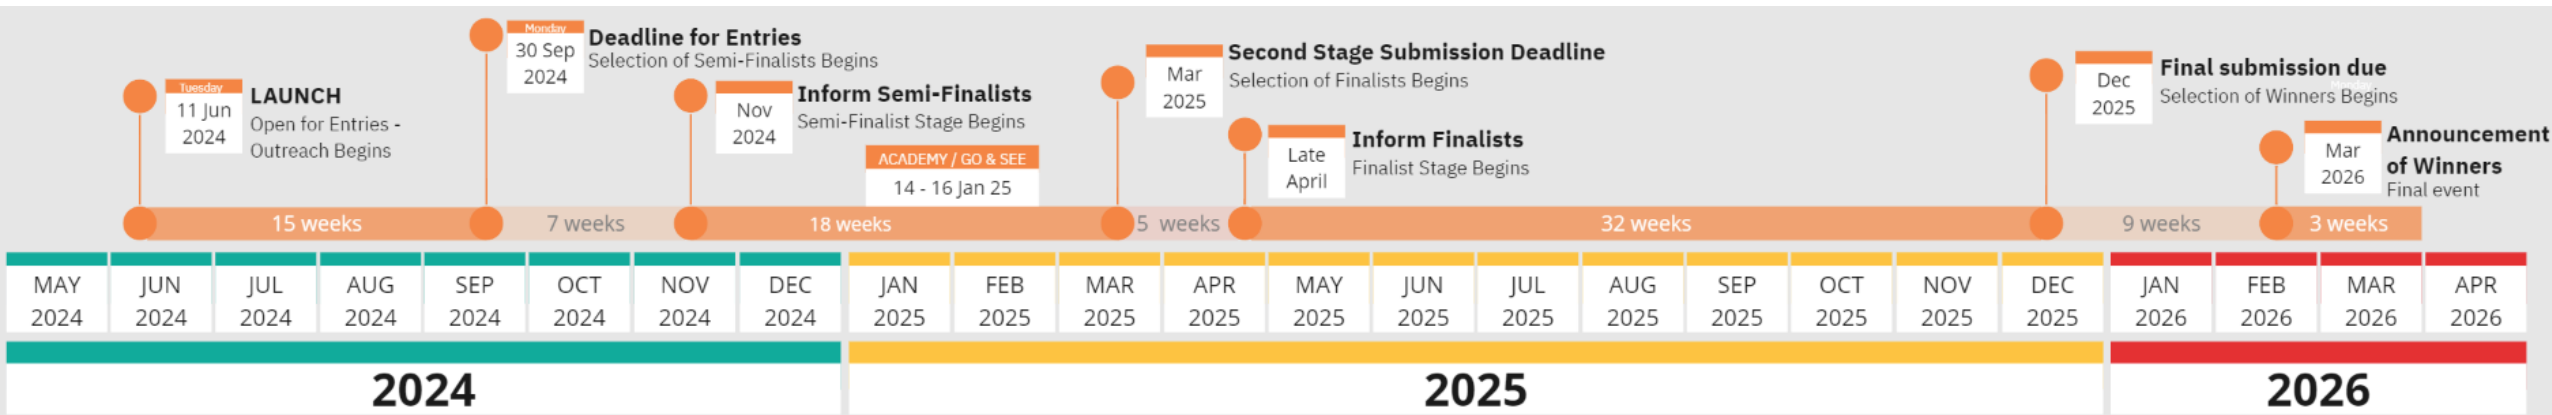 Tuesday
11 Jun
2024
LAUNCH
Open for Entries -
Outreach Begins
Monday
30 Sep
2024
Deadline for Entries
Selection of Semi-Finalists Begins
Nov
2024
Inform Semi-Finalists
Semi-Finalist Stage Begins
ACADEMY / GO & SEE
14 - 16 Jan 25
Mar
2025
Second Stage Submission Deadline
Selection of Finalists Begins
Late
April
Inform Finalists
Finalist Stage Begins
Dec
2025
Final submission due
Selection of Winners Begins
Mar
2026
Announcement
of Winners
Final event
15 weeks
7 weeks
18 weeks
5 weeks
32 weeks
9 weeks
3 weeks
MAY
2024
JUN
2024
JUL
2024
AUG
2024
SEP
2024
OCT
2024
NOV
2024
DEC
2024
JAN
2025
FEB
2025
MAR
2025
APR
2025
MAY
2025
JUN
2025
JUL
2025
AUG
2025
SEP
2025
OCT
2025
NOV
2025
DEC
2025
JAN
2026
FEB
2026
MAR
2026
APR
2026
2024
2025
2026